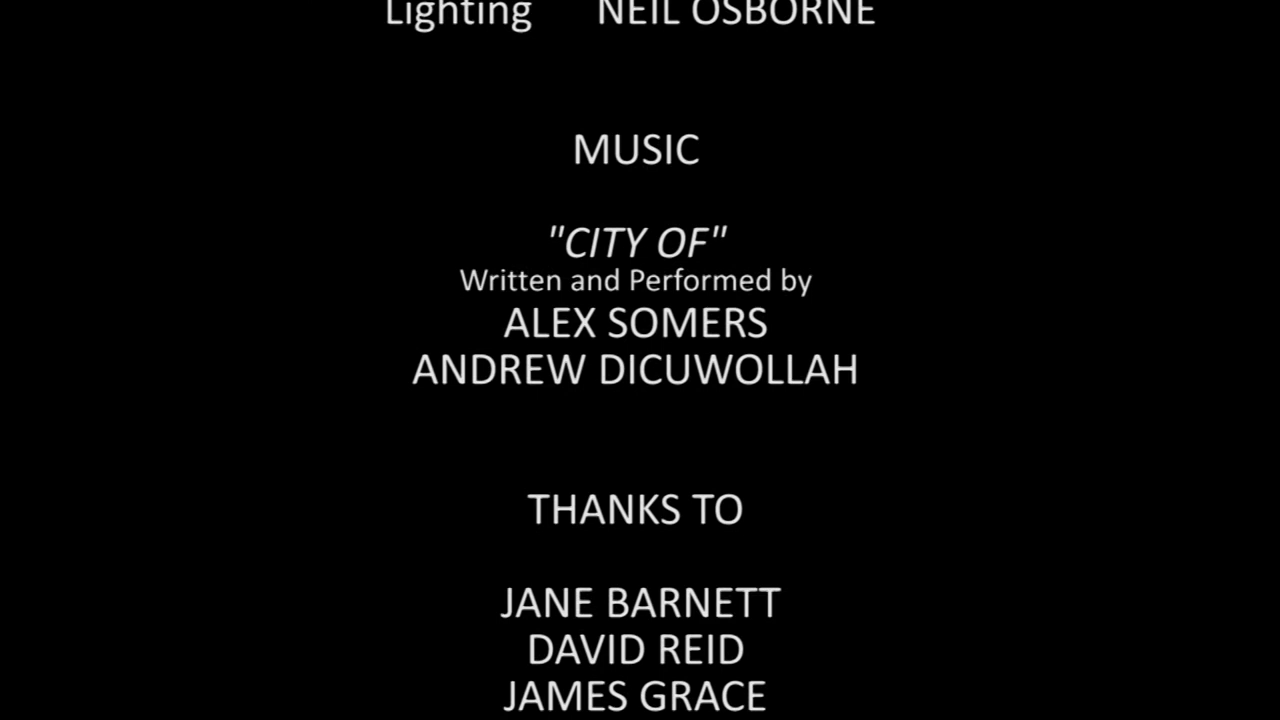 Lighting NEIL OSBORNE
MUSIC
"CITY OF"
Written and Performed by
ALEX SOMERS
ANDREW DICUWOLLAH
THANKS TO
JANE BARNETT
DAVID REID
JAMES GRACE